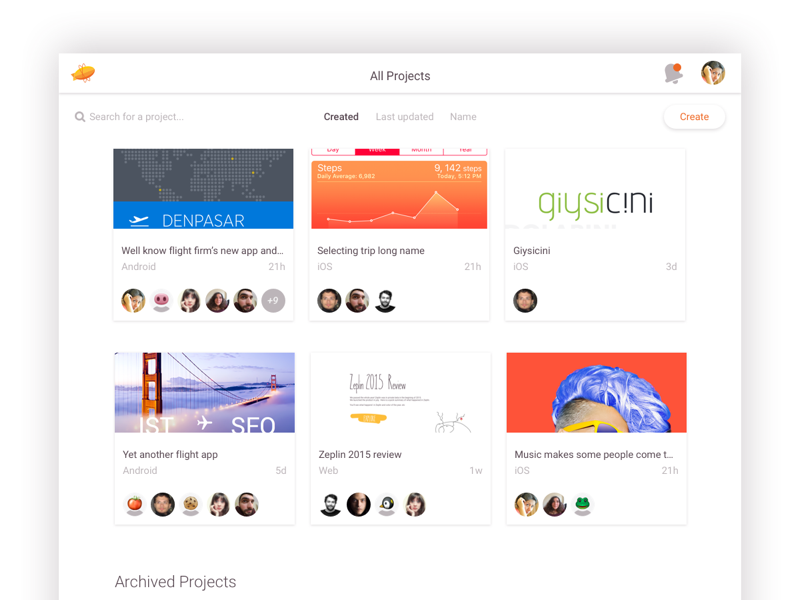 All Projects
Search for a project...
Created
Last updated
Name
Create
Day
Week
Month
Year
Steps
9,142 steps
Daily Average: 6,983
Today, 5:12 PM
DENPASAR
giysicini
Well know flight firm's new app and...
Android
21h
+9
Selecting trip long name
iOS
21h
Giysicini
iOS
3d
IST
SEO
Zeplin 2015 Review
Yet another flight app
Android
5d
Zeplin 2015 review
Web
1w
Music makes some people come t...
iOS
21h
Archived Projects